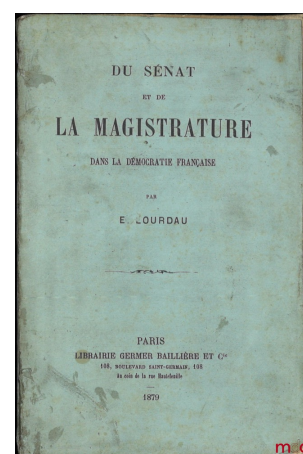 DU SÉNAT
ET DE
LA MAGISTRATURE
DANS LA DÉMOCRATIE FRANÇAISE
PAR
E
PARIS
LIBRAIRIE GERMER BAILLIÈRE ET Cie
108, BOULEVARD SAINT-GERMAIN, 108
Au coin de la rue Hautefeuille
1879